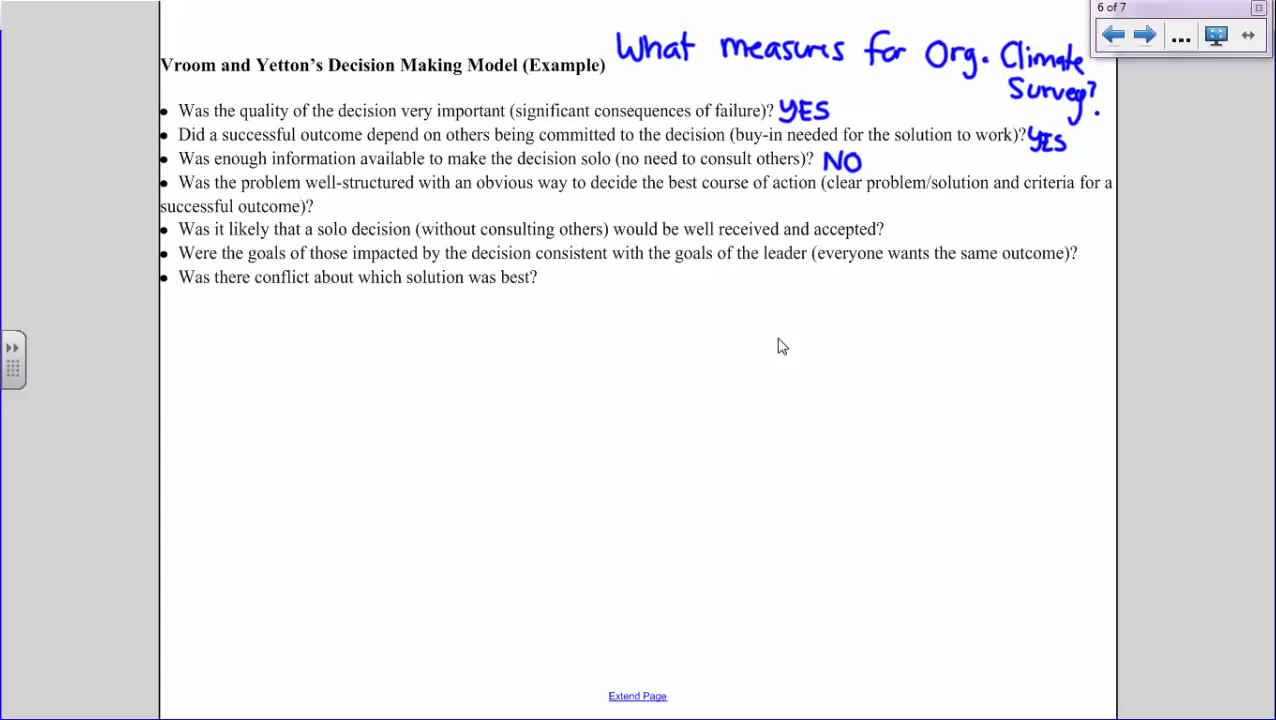 6 of 7
What measures for Org. Climate
Survey?
Vroom and Yetton's Decision Making Model (Example)
• Was the quality of the decision very important (significant consequences of failure)? YES
• Did a successful outcome depend on others being committed to the decision (buy-in needed for the solution to work)? YES
• Was enough information available to make the decision solo (no need to consult others)? NO
• Was the problem well-structured with an obvious way to decide the best course of action (clear problem/solution and criteria for a
successful outcome)?
• Was it likely that a solo decision (without consulting others) would be well received and accepted?
• Were the goals of those impacted by the decision consistent with the goals of the leader (everyone wants the same outcome)?
• Was there conflict about which solution was best?
Extend Page